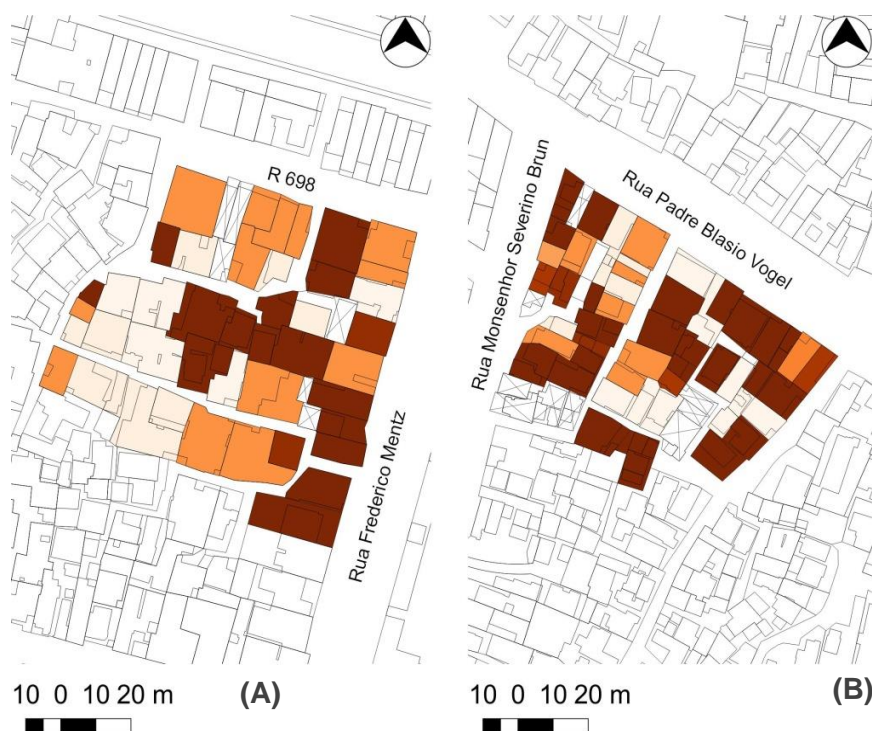 R 698
Rua Frederico Mentz
10 0 10 20 m
(A)
Rua Monsenhor Severino Brun
Rua Padre Blasio Vogel
10 0 10 20 m
(B)